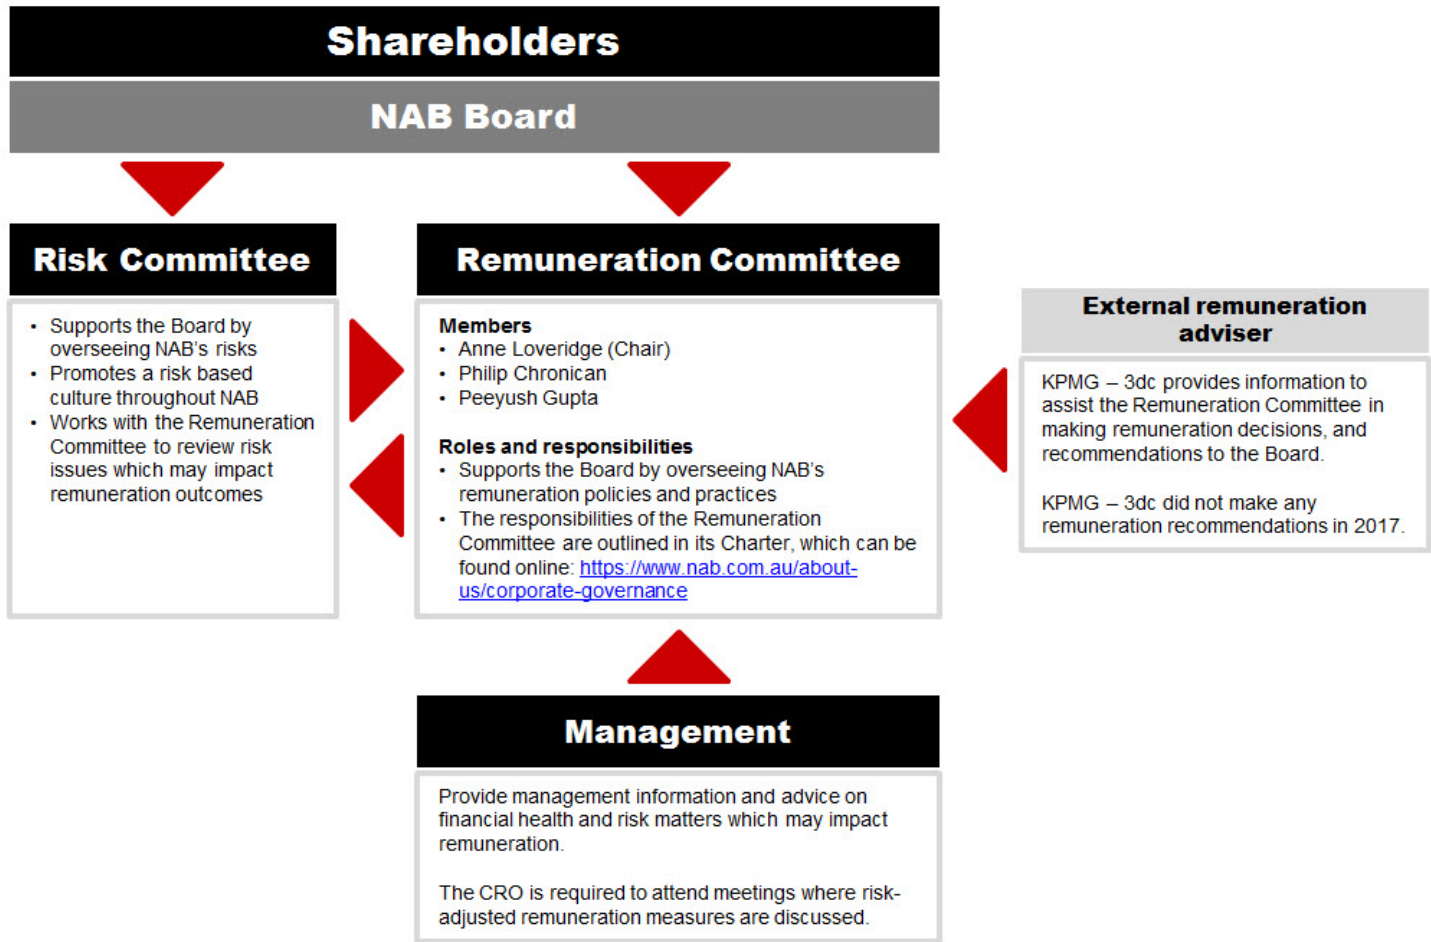 Shareholders
NAB Board
Risk Committee
• Supports the Board by
overseeing NAB's risks
• Promotes a risk based
culture throughout NAB
• Works with the Remuneration
Committee to review risk
issues which may impact
remuneration outcomes
Remuneration Committee
Members
• Anne Loveridge (Chair)
• Philip Chronican
• Peeyush Gupta
Roles and responsibilities
• Supports the Board by overseeing NAB's
remuneration policies and practices
• The responsibilities of the Remuneration
Committee are outlined in its Charter, which can be
found online: https://www.nab.com.au/about-
us/corporate-governance
External remuneration
adviser
KPMG – 3dc provides information to
assist the Remuneration Committee in
making remuneration decisions, and
recommendations to the Board.
KPMG – 3dc did not make any
remuneration recommendations in 2017.
Management
Provide management information and advice on
financial health and risk matters which may impact
remuneration.
The CRO is required to attend meetings where risk-
adjusted remuneration measures are discussed.